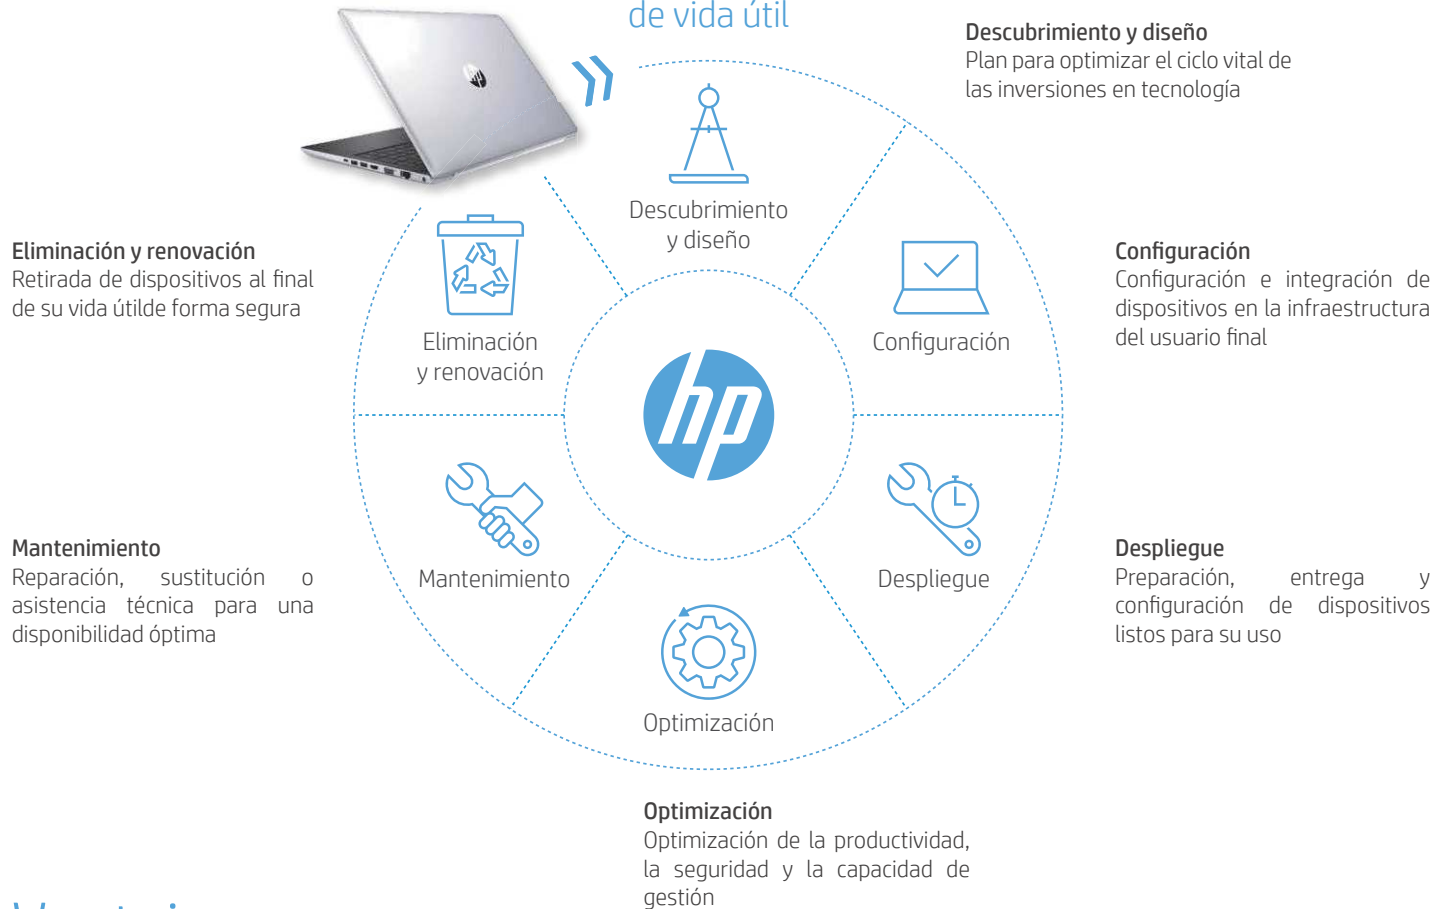 de vida útil
Descubrimiento y diseño
Plan para optimizar el ciclo vital de
las inversiones en tecnología
Descubrimiento
y diseño
Eliminación y renovación
Retirada de dispositivos al final
de su vida útilde forma segura
Eliminación
y renovación
Configuración
Configuración
Configuración e integración de
dispositivos en la infraestructura
del usuario final
hp
Mantenimiento
Reparación, sustitución o
asistencia técnica para una
disponibilidad óptima
Mantenimiento
Despliegue
Despliegue
Preparación, entrega y
configuración de dispositivos
listos para su uso
Optimización
Optimización
Optimización de la productividad,
la seguridad y la capacidad de
gestión